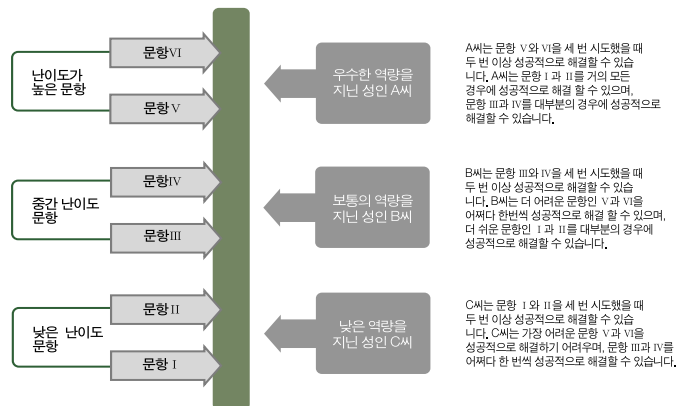 난이도가
높은 문항
문항VI
문항 V
우수한 역량을
지닌 성인 A씨
A씨는 문항 V와 VI을 세 번 시도했을 때
두 번 이상 성공적으로 해결할 수 있습
니다. A씨는 문항 I 과 II를 거의 모든
경우에 성공적으로 해결할 수 있으며,
문항 III과 IV를 대부분의 경우에 성공적으로
해결할 수 있습니다.
중간 난이도
문항
문항IV
문항III
보통의 역량을
지닌 성인 B씨
B씨는 문항 III와 IV을 세 번 시도했을 때
두 번 이상 성공적으로 해결할 수 있습
니다. B씨는 더 어려운 문항인 V과 VI을
어쩌다 한번씩 성공적으로 해결 할 수 있으며,
더 쉬운 문항인 I 과 II를 대부분의 경우에
성공적으로 해결할 수 있습니다.
낮은 난이도
문항
문항 II
문항 I
낮은 역량을
지닌 성인 C씨
C씨는 문항 I 와 II을 세 번 시도했을 때
두 번 이상 성공적으로 해결할 수 있습
니다. C씨는 가장 어려운 문항 V과 VI을
성공적으로 해결하기 어려우며, 문항 III과 IV를
어쩌다 한 번씩 성공적으로 해결할 수 있습니다.